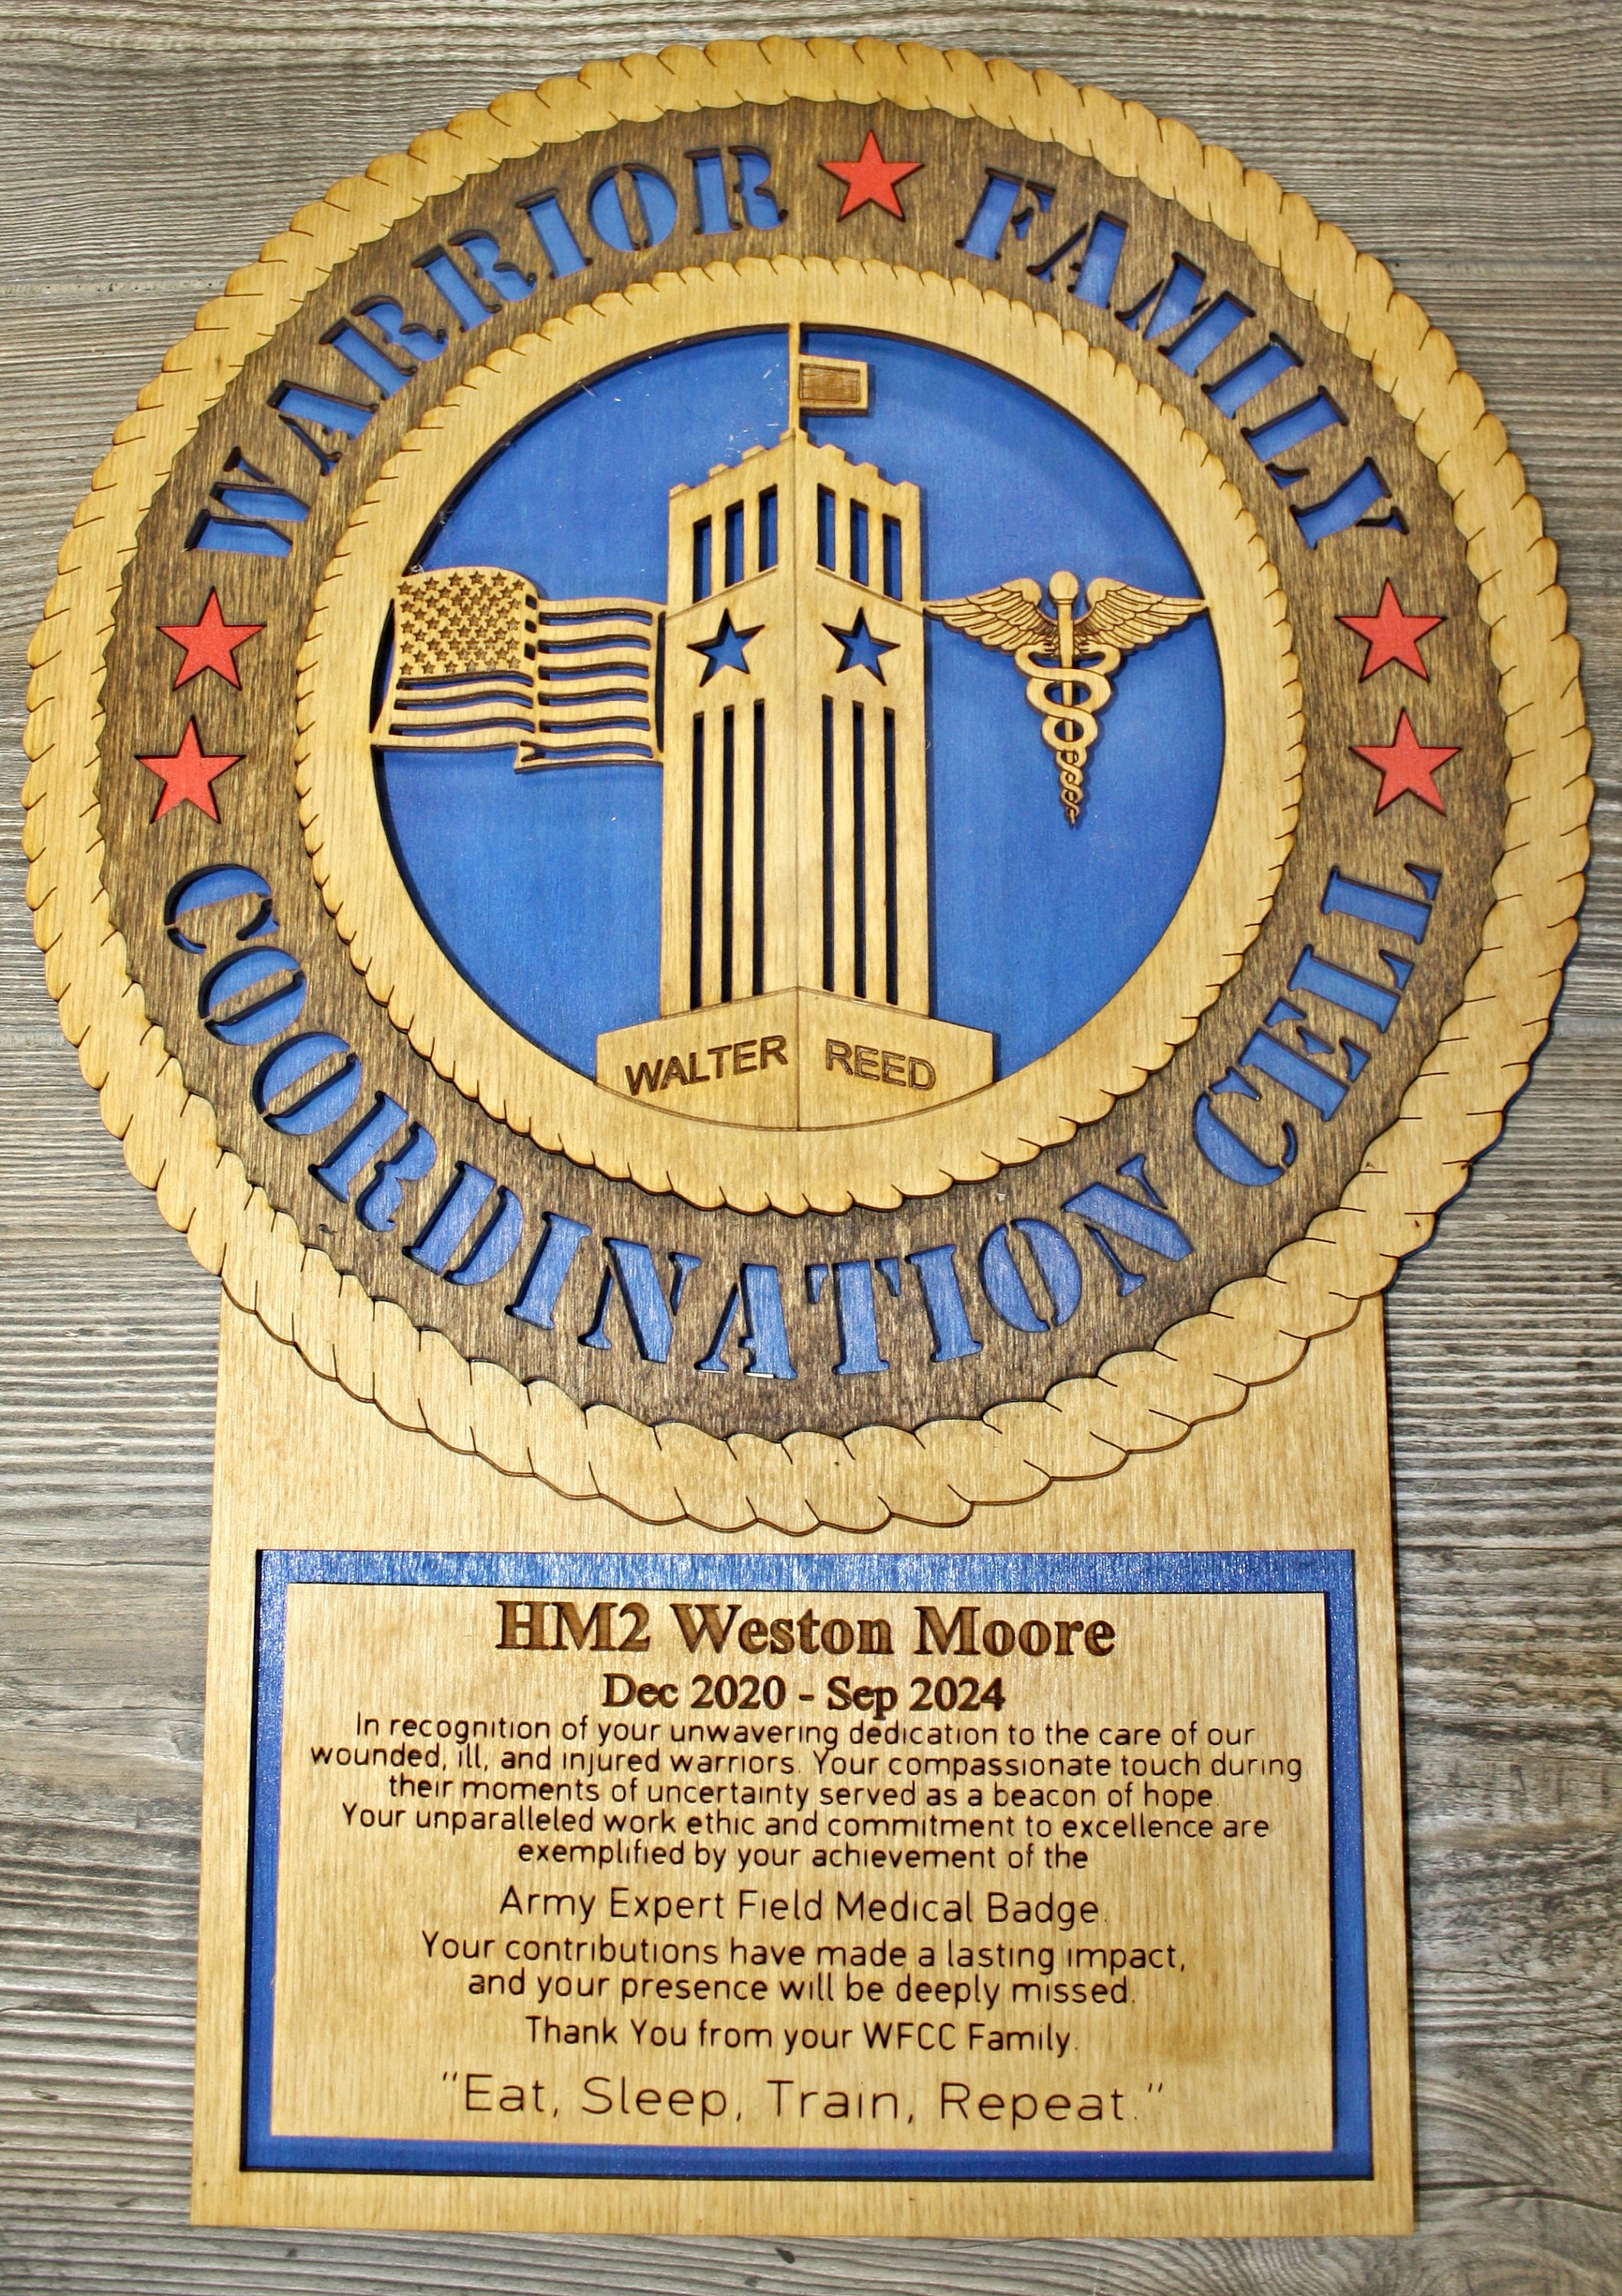 WARRIOR FAMILY
COORDINATION CELL
WALTER REED
HM2 Weston Moore
Dec 2020 - Sep 2024
In recognition of your unwavering dedication to the care of our
wounded, ill, and injured warriors. Your compassionate touch during
their moments of uncertainty served as a beacon of hope.
Your unparalleled work ethic and commitment to excellence are
exemplified by your achievement of the
Army Expert Field Medical Badge.
Your contributions have made a lasting impact,
and your presence will be deeply missed.
Thank You from your WFCC Family.
"Eat, Sleep, Train, Repeat."